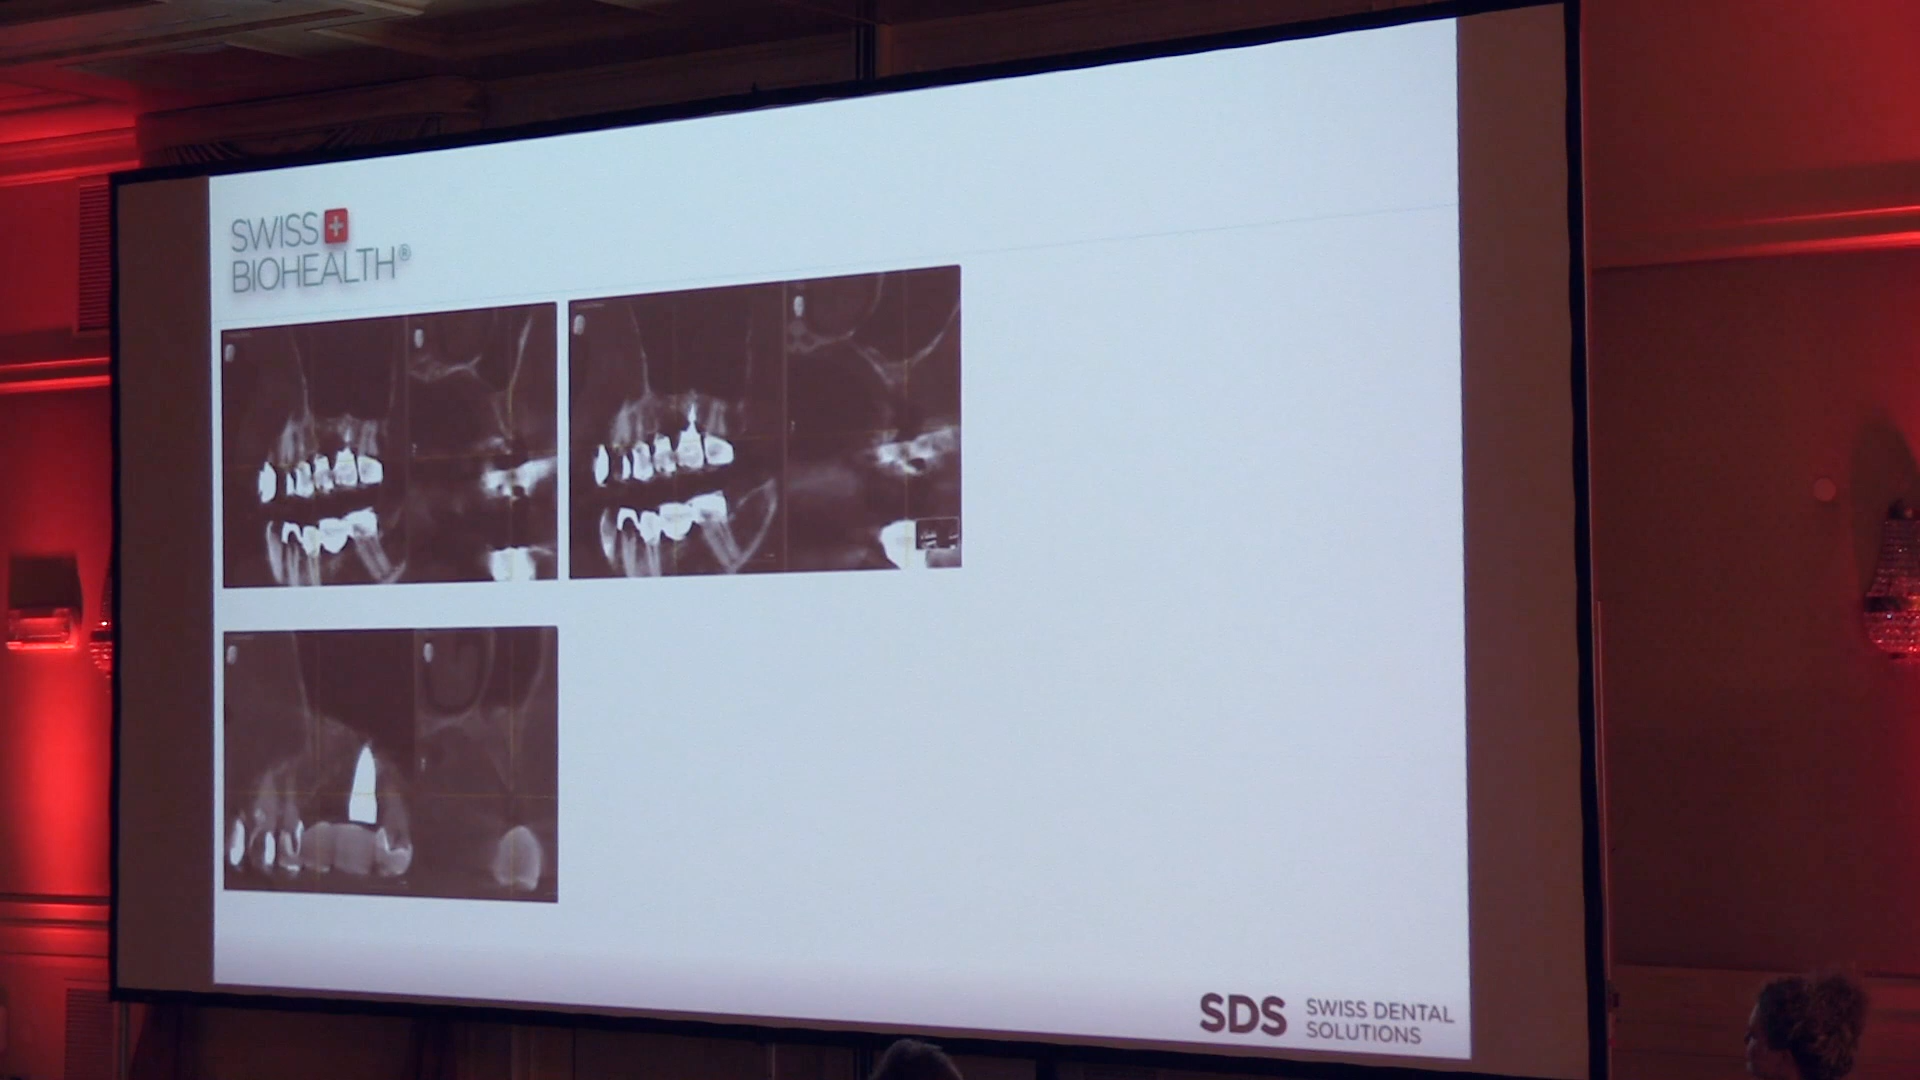 SWISS
BIOHEALTH®
SDS
SWISS DENTAL
SOLUTIONS